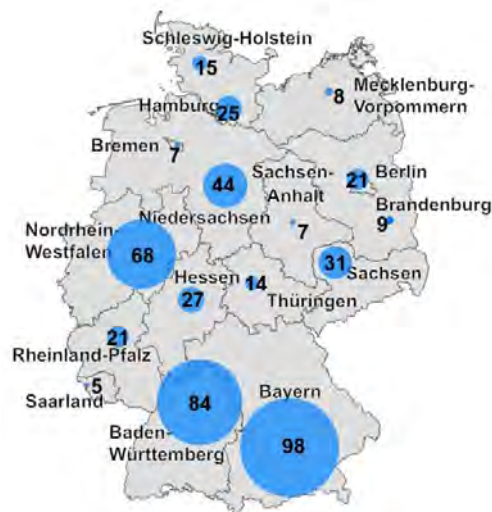 Schleswig-Holstein
15
8
Mecklenburg-
Vorpommern
Hamburg
25
Bremen
7
44
Sachsen-
Anhalt
21
Berlin
Brandenburg
9
Niedersachsen
7
Nordrhein-
Westfalen
68
31
Sachsen
Hessen
27
14
Thüringen
21
Rheinland-Pfalz
5
Saarland
84
Baden-
Württemberg
Bayern
98